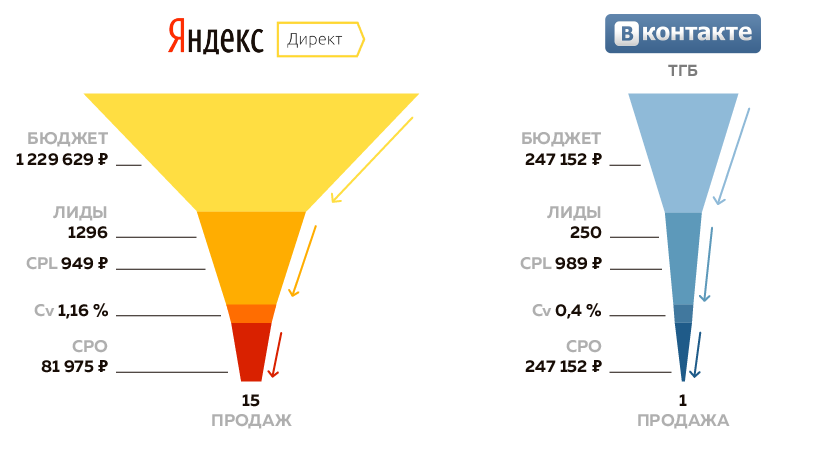 Яндекс Директ
БЮДЖЕТ
1 229 629 ₽
ЛИДЫ
1296
CPL 949 ₽
Cv 1,16 %
CPO
81 975 ₽
15
ПРОДАЖ
В контакте
ТГБ
БЮДЖЕТ
247 152 ₽
ЛИДЫ
250
CPL 989 ₽
Cv 0,4 %
CPO
247 152 ₽
1
ПРОДАЖА